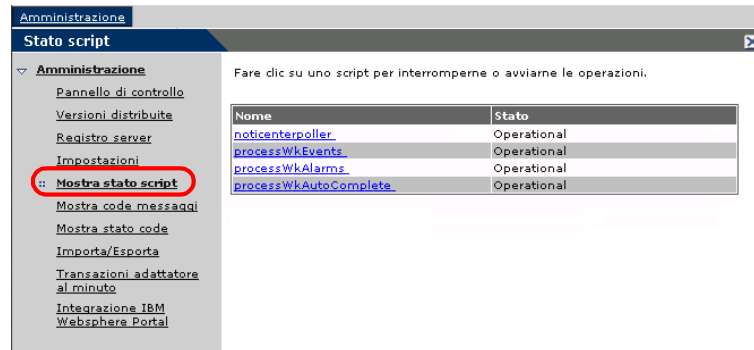 Amministrazione
Stato script
Amministrazione
Pannello di controllo
Versioni distribuite
Registro server
Impostazioni
Mostra stato script
Mostra code messaggi
Mostra stato code
Importa/Esporta
Transazioni adattatore
al minuto
Integrazione IBM
Websphere Portal
Fare clic su uno script per interromperne o avviarne le operazioni.
Nome Stato
noticenterpoller Operational
processWkEvents Operational
processWkAlarms Operational
processWkAutoComplete Operational